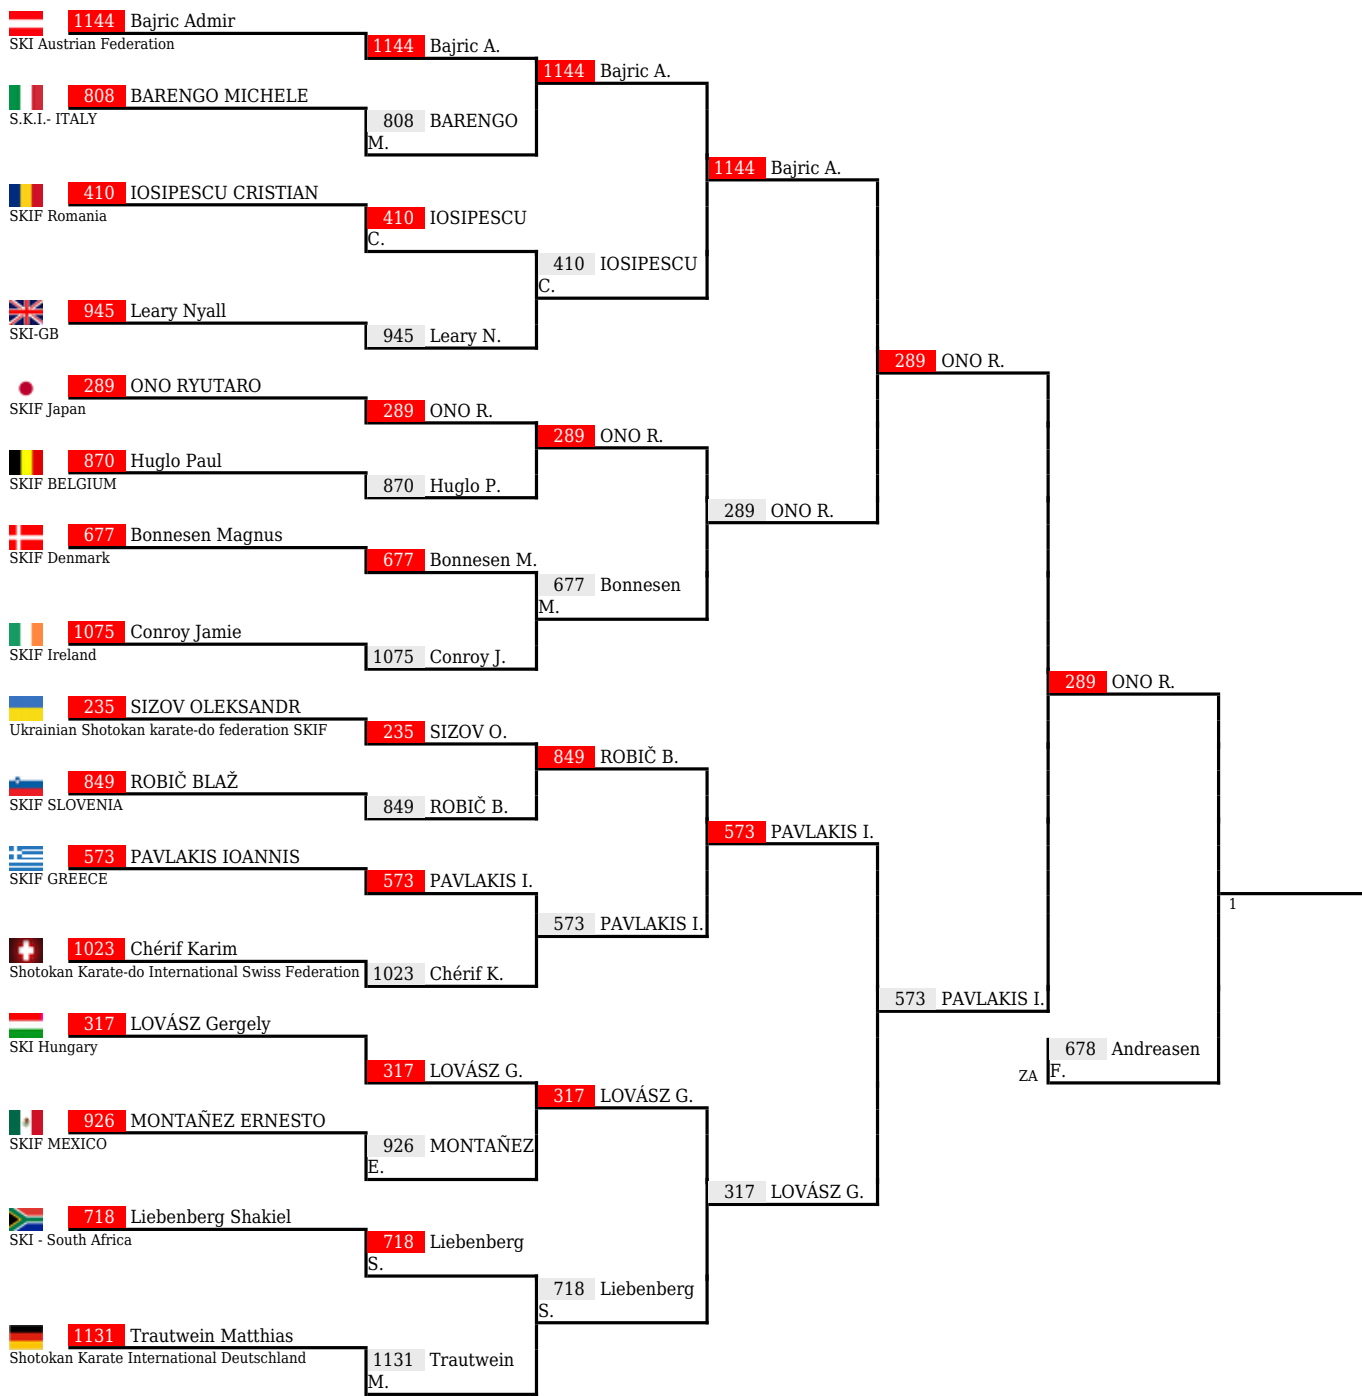 1144 Bajric Admir
SKI Austrian Federation
1144 Bajric A.
1144 Bajric A.
808 BARENGO MICHELE
S.K.I.- ITALY
808 BARENGO
M.
1144 Bajric A.
410 IOSIPESCU CRISTIAN
SKIF Romania
410 IOSIPESCU
C.
410 IOSIPESCU
C.
945 Leary Nyall
SKI-GB
945 Leary N.
289 ONO R.
289 ONO RYUTARO
SKIF Japan
289 ONO R.
289 ONO R.
870 Huglo Paul
SKIF BELGIUM
870 Huglo P.
289 ONO R.
677 Bonnesen Magnus
SKIF Denmark
677 Bonnesen M.
677 Bonnesen
M.
1075 Conroy Jamie
SKIF Ireland
1075 Conroy J.
289 ONO R.
235 SIZOV OLEKSANDR
Ukrainian Shotokan karate-do federation SKIF
235 SIZOV O.
849 ROBIČ B.
849 ROBIČ BLAŽ
SKIF SLOVENIA
849 ROBIČ B.
573 PAVLAKIS I.
573 PAVLAKIS IOANNIS
SKIF GREECE
573 PAVLAKIS I.
1
573 PAVLAKIS I.
1023 Chérif Karim
Shotokan Karate-do International Swiss Federation
1023 Chérif K.
573 PAVLAKIS I.
317 LOVÁSZ Gergely
SKI Hungary
678 Andreasen
F.
ZA
317 LOVÁSZ G.
317 LOVÁSZ G.
926 MONTAÑEZ ERNESTO
SKIF MEXICO
926 MONTAÑEZ
E.
317 LOVÁSZ G.
718 Liebenberg Shakiel
SKI - South Africa
718 Liebenberg
S.
718 Liebenberg
S.
1131 Trautwein Matthias
Shotokan Karate International Deutschland
1131 Trautwein
M.